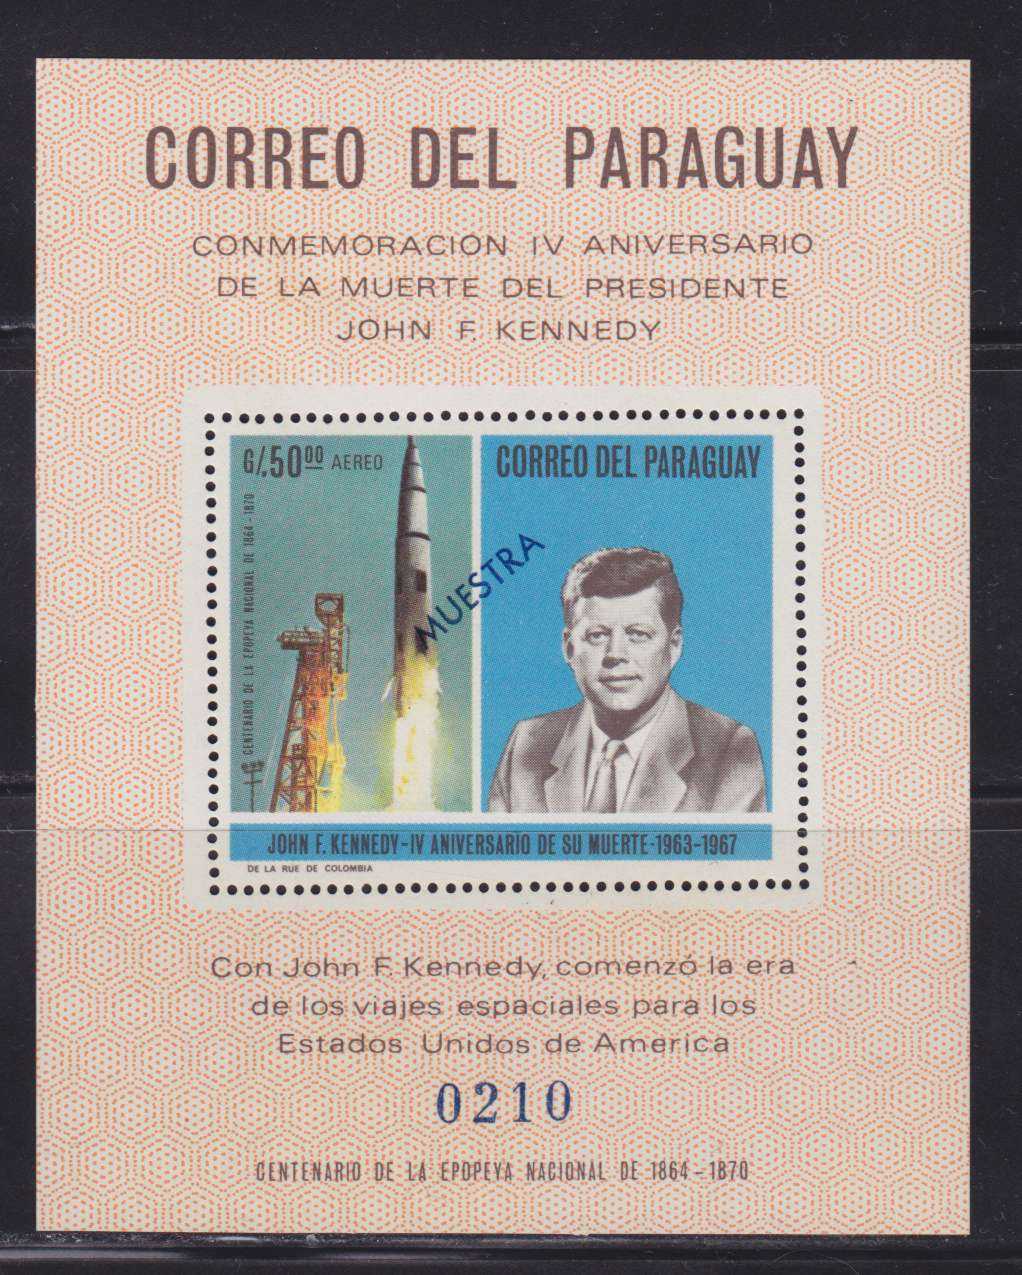 CORREO DEL PARAGUAY
CONMEMORACION IV ANIVERSARIO
DE LA MUERTE DEL PRESIDENTE
JOHN F. KENNEDY
G/.50⁰⁰ AEREO
CORREO DEL PARAGUAY
CENTENARIO DE LA EPOPEYA NACIONAL DE 1864-1870
MUESTRA
JOHN F. KENNEDY-IV ANIVERSARIO DE SU MUERTE-1963-1967
DE LA RUE DE COLOMBIA
Con John F. Kennedy, comenzó la era
de los viajes espaciales para los
Estados Unidos de America
0210
CENTENARIO DE LA EPOPEYA NACIONAL DE 1864-1870